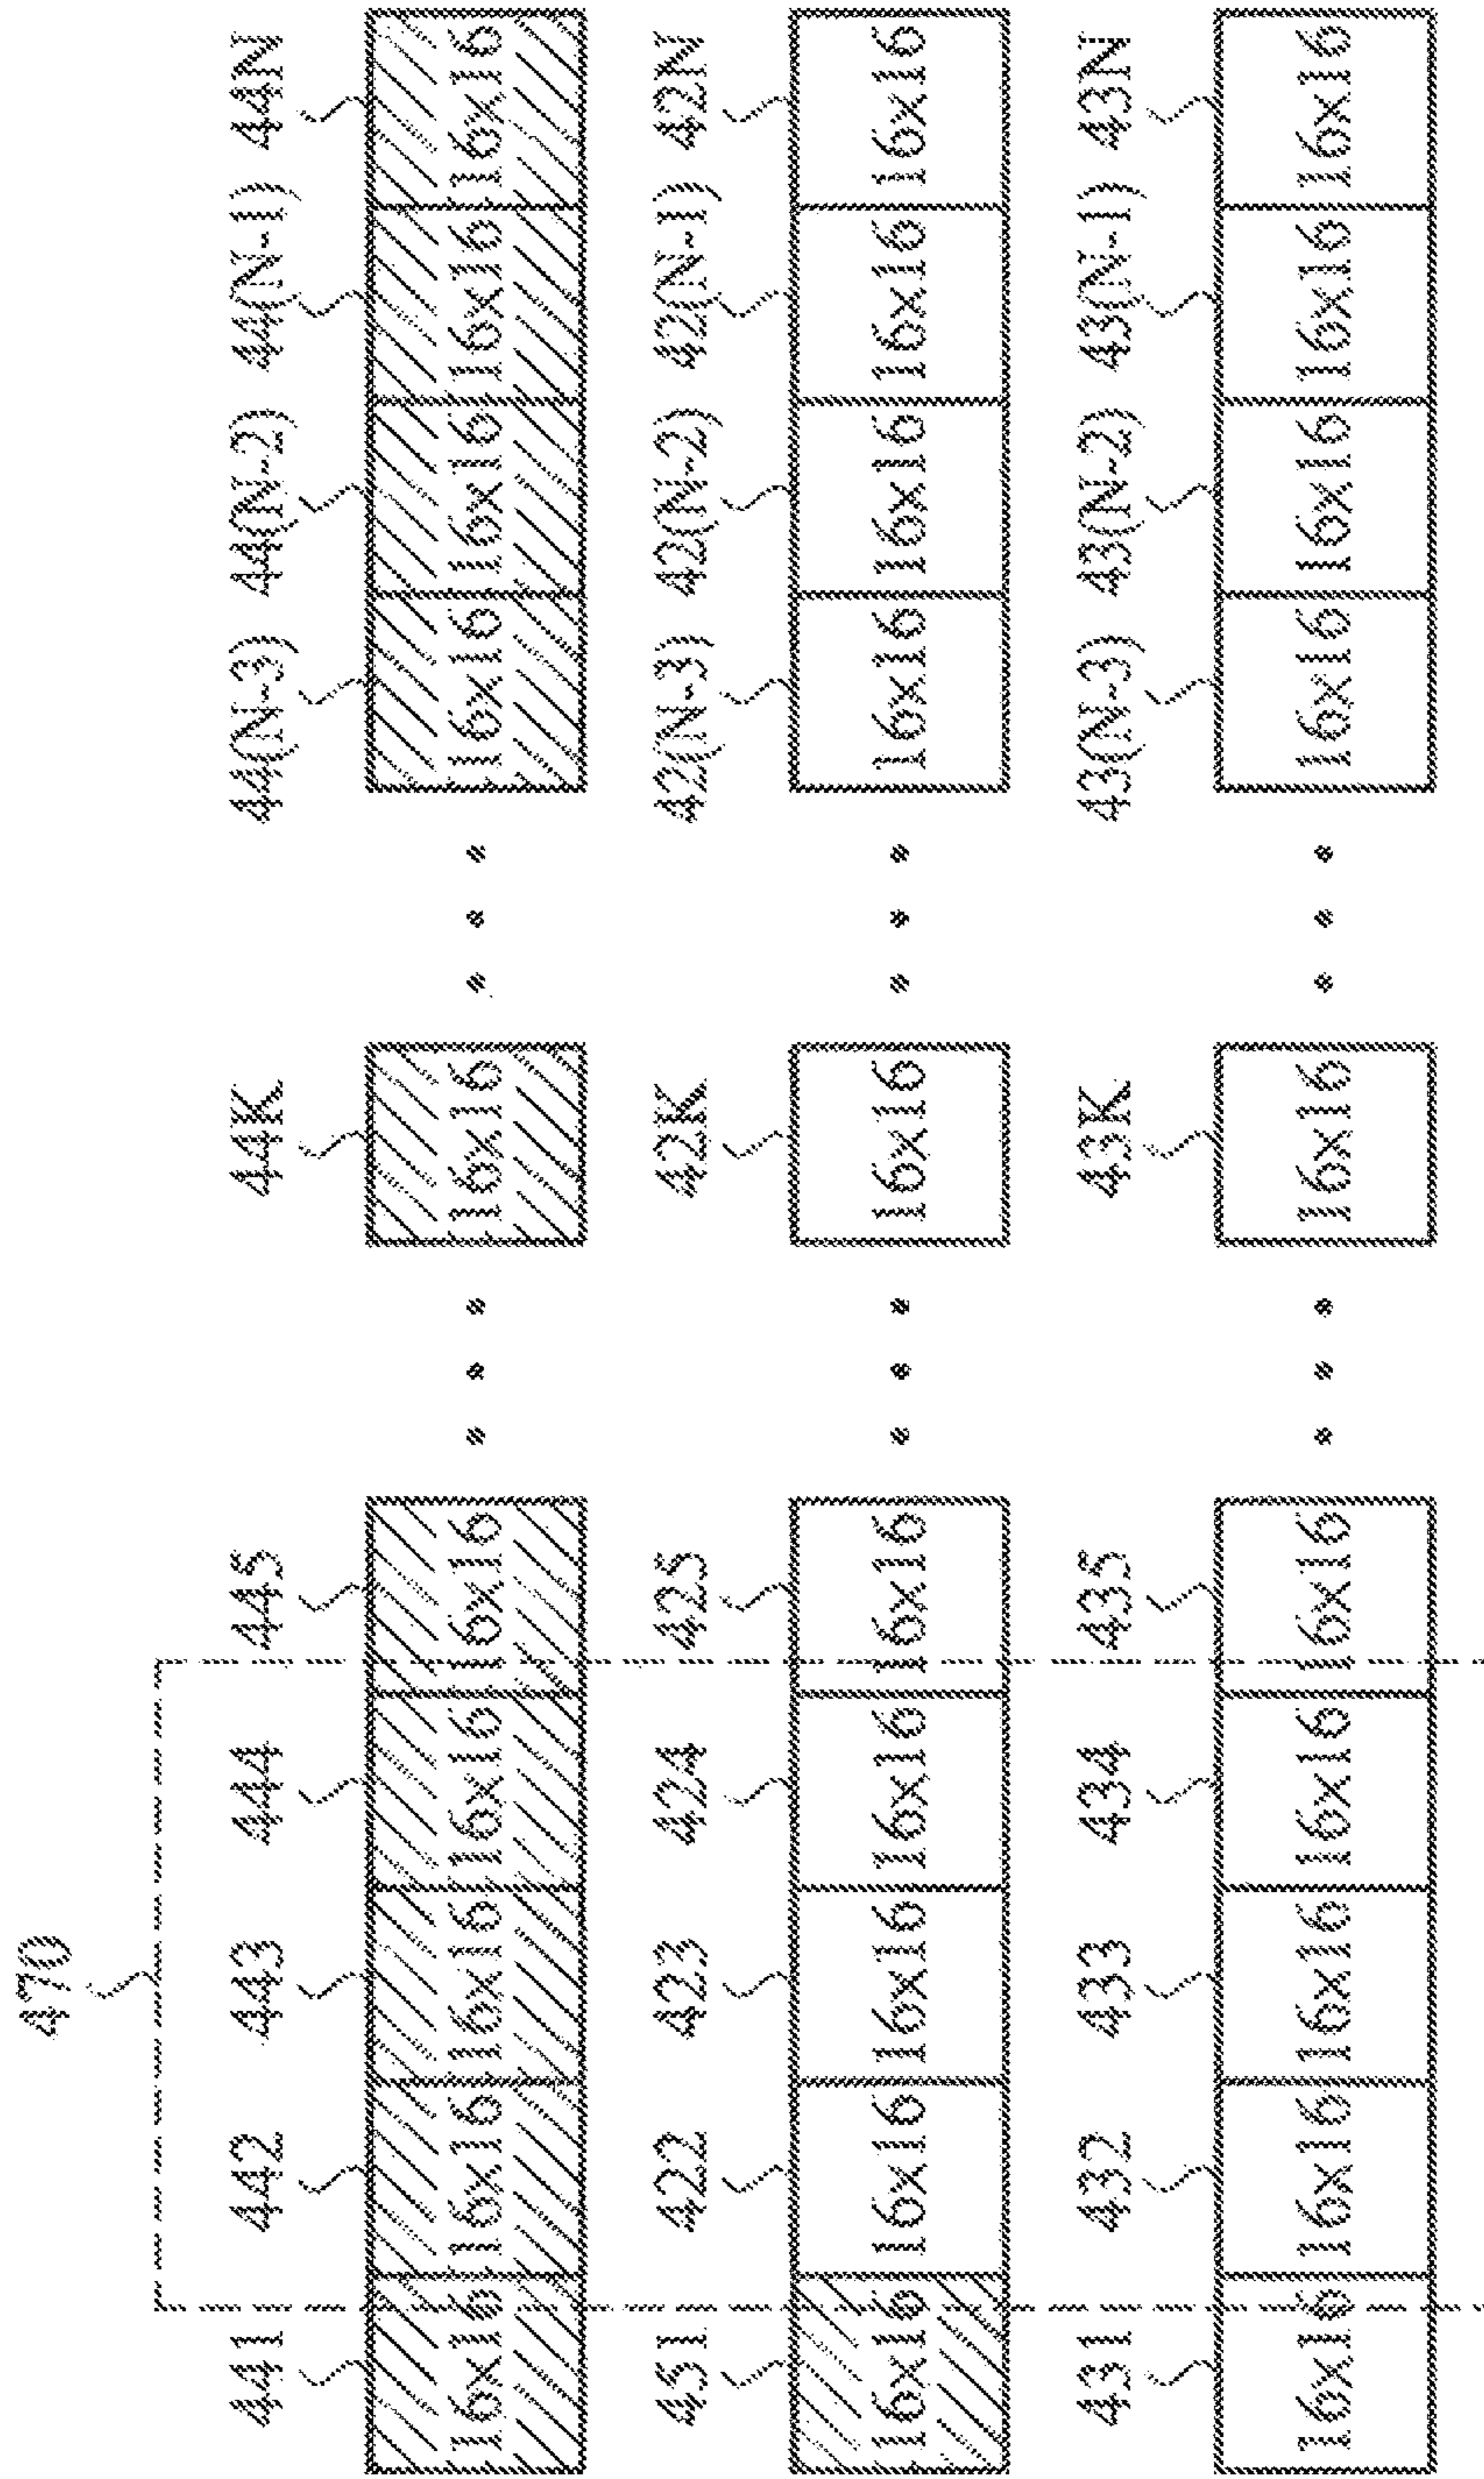 470
441 442 443 444 445 44K 44(N-3) 44(N-2) 44(N-1) 44N
16x16 16x16 16x16 16x16 16x16 16x16 16x16 16x16 16x16 16x16
451 422 423 424 425 42K 42(N-3) 42(N-2) 42(N-1) 42N
16x16 16x16 16x16 16x16 16x16 16x16 16x16 16x16 16x16 16x16
431 432 433 434 435 43K 43(N-3) 43(N-2) 43(N-1) 43N
16x16 16x16 16x16 16x16 16x16 16x16 16x16 16x16 16x16 16x16